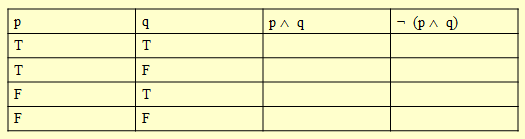 p q p ∧ q ¬ (p ∧ q)
T T
T F
F T
F F